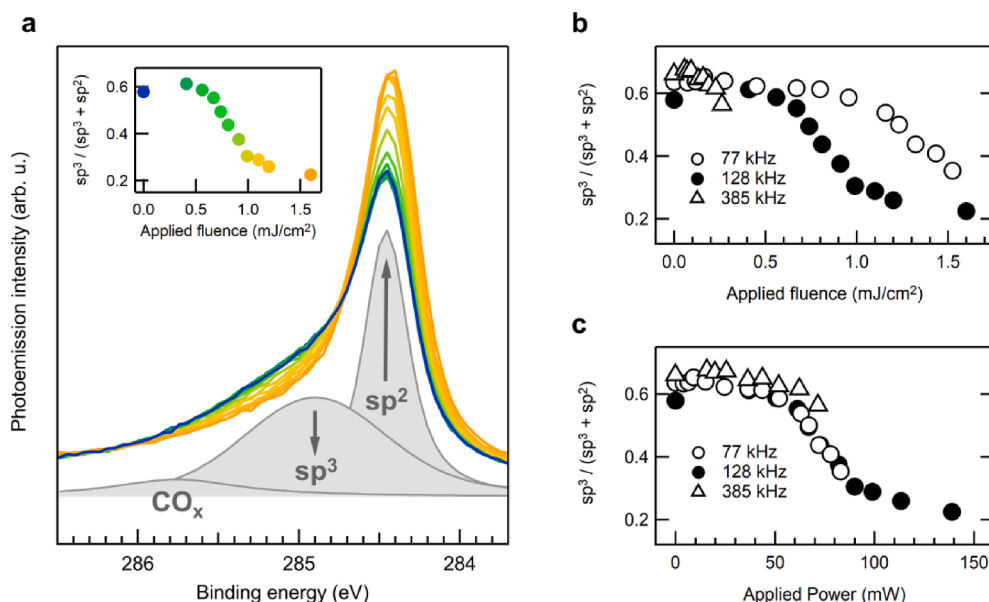 a
Photoemission intensity (arb. u.)
sp³ / (sp³ + sp²)
0.6
0.4
0.2
0.0 0.5 1.0 1.5
Applied fluence (mJ/cm²)
sp²
sp³
COₓ
286 285 284
Binding energy (eV)
b
sp³ / (sp³ + sp²)
0.6
0.4
0.2
77 kHz
128 kHz
385 kHz
0.0 0.5 1.0 1.5
Applied fluence (mJ/cm²)
c
sp³ / (sp³ + sp²)
0.6
0.4
0.2
77 kHz
128 kHz
385 kHz
0 50 100 150
Applied Power (mW)